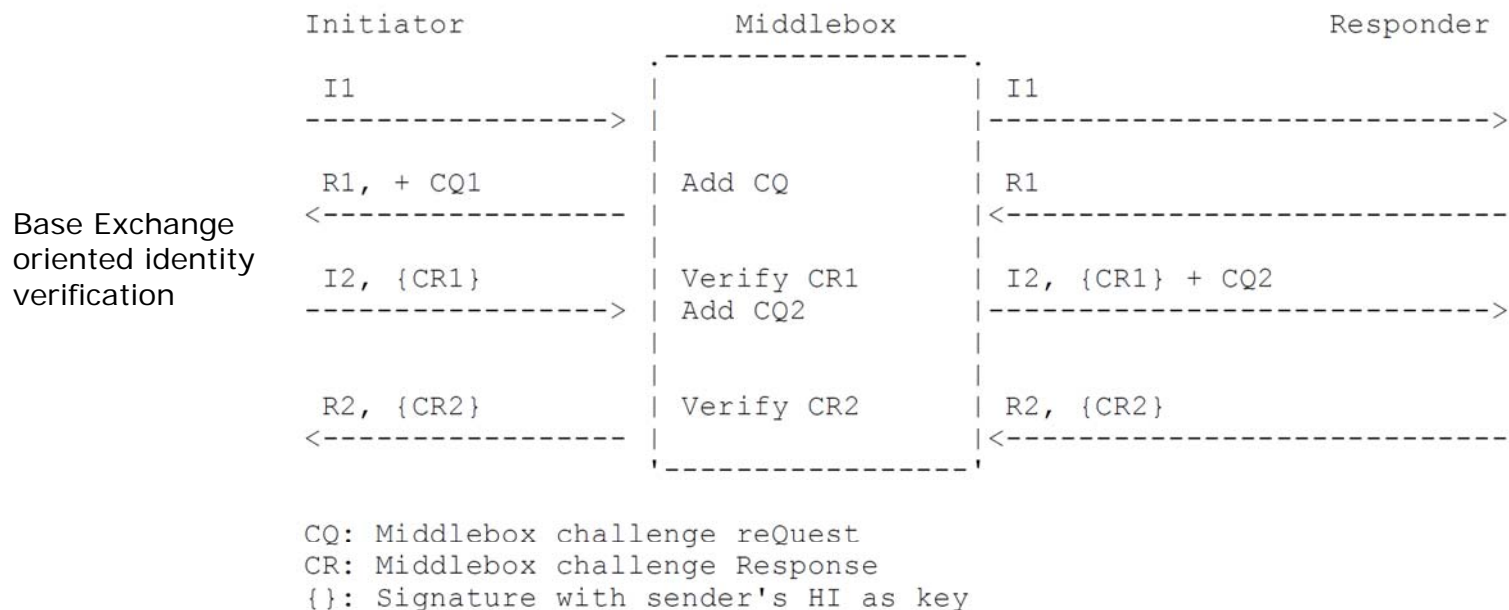 Initiator Middlebox Responder
.-----------------.
I1 | | I1
-----------------> | |---------------------------->
| |
R1, + CQ1 | Add CQ | R1
<----------------- | |<----------------------------
Base Exchange
oriented identity
verification
| |
I2, {CR1} | Verify CR1 | I2, {CR1} + CQ2
-----------------> | Add CQ2 |---------------------------->
| |
| |
R2, {CR2} | Verify CR2 | R2, {CR2}
<----------------- | |<----------------------------
'-----------------'
CQ: Middlebox challenge reQuest
CR: Middlebox challenge Response
{}: Signature with sender's HI as key